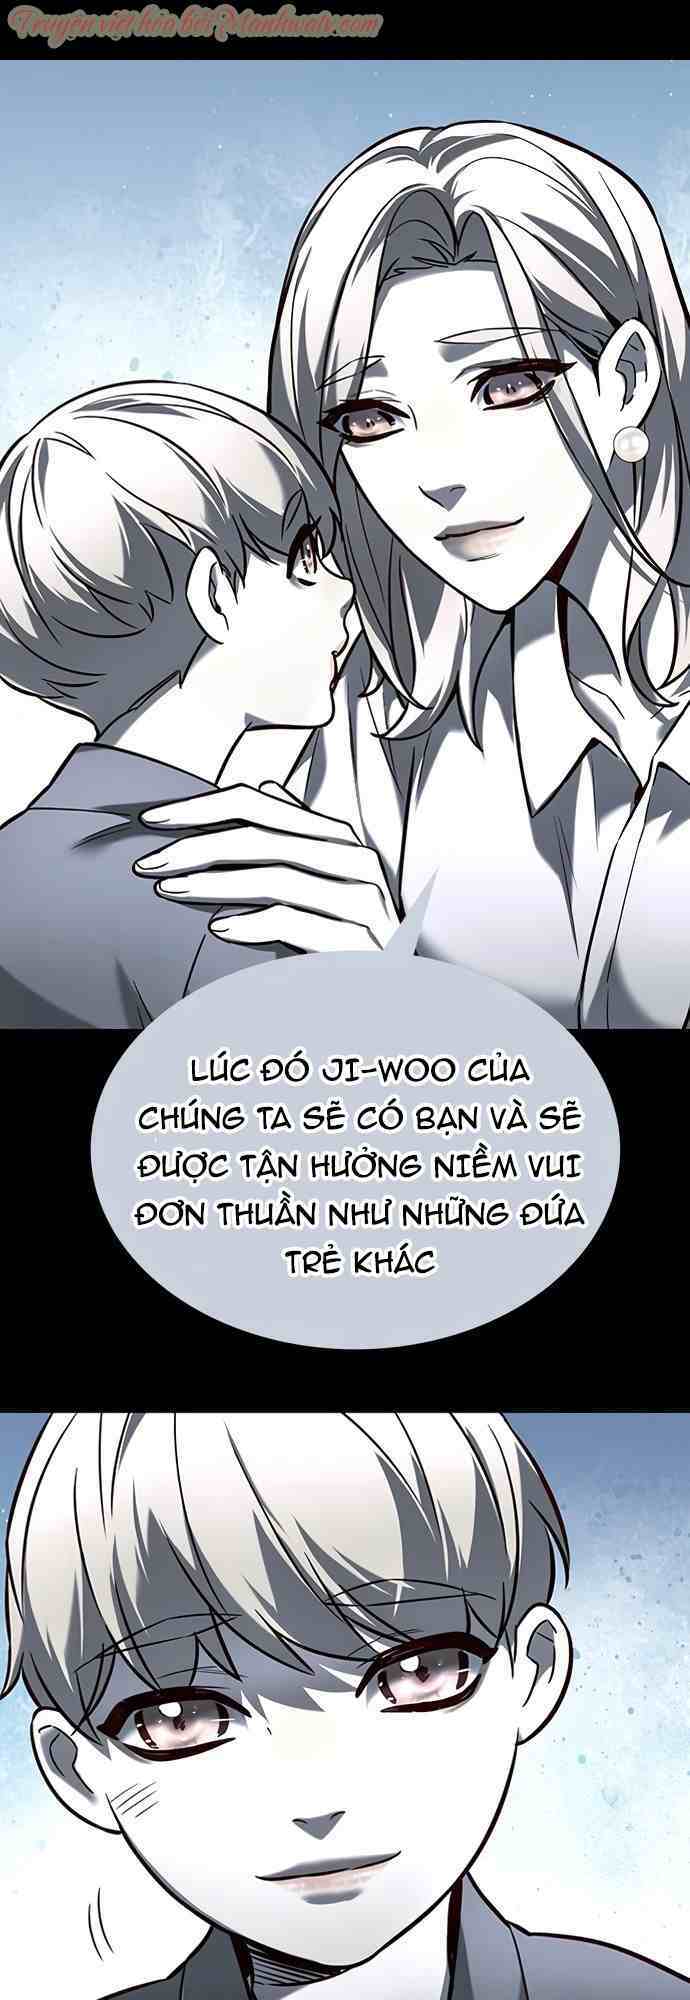 Truyện việt hóa bởi Manhwatv.com
LÚC ĐÓ JI-WOO CỦA
CHÚNG TA SẼ CÓ BẠN VÀ SẼ
ĐƯỢC TẬN HƯỞNG NIỀM VUI
ĐƠN THUẦN NHƯ NHỮNG ĐỨA
TRẺ KHÁC